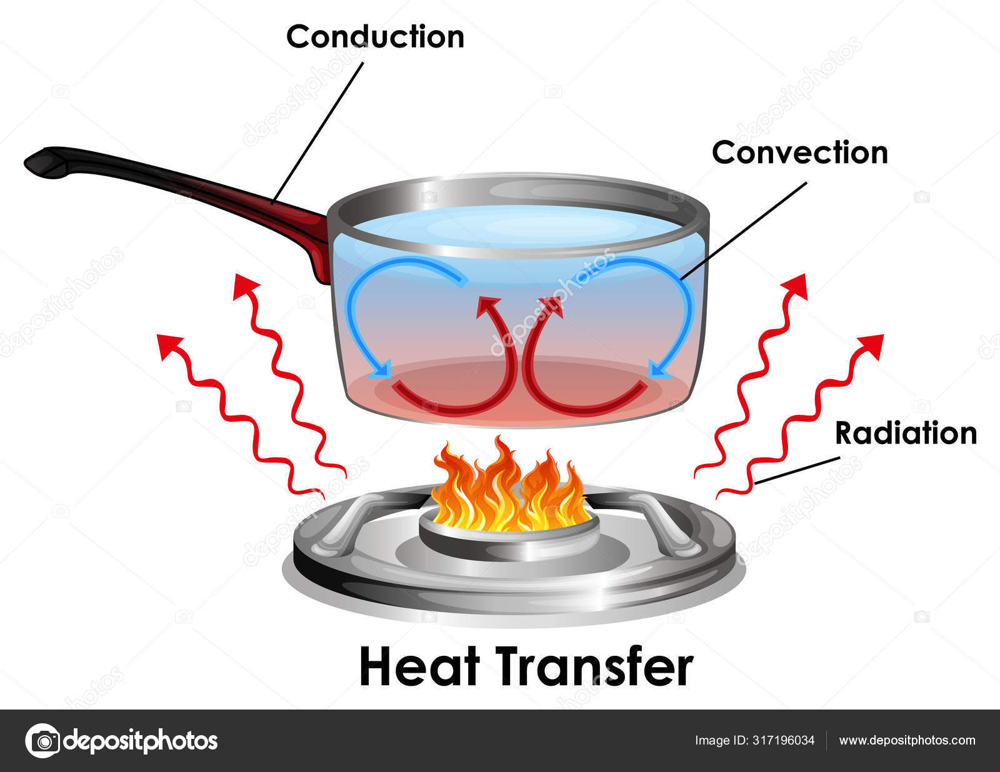 Conduction
Convection
Radiation
Heat Transfer
depositphotos
Image ID: 317196034
www.depositphotos.com